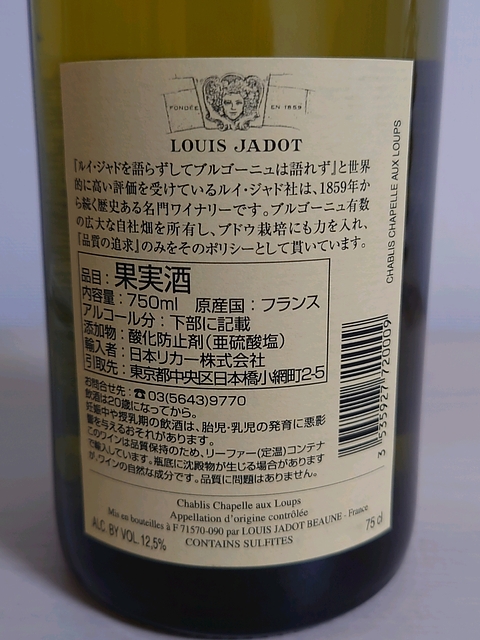 FONDÉE EN 1859
LOUIS JADOT
『ルイ・ジャドを語らずしてブルゴーニュは語れず』と世界
的に高い評価を受けているルイ・ジャド社は、1859年か
ら続く歴史ある名門ワイナリーです。ブルゴーニュ有数
の広大な自社畑を所有し、ブドウ栽培にも力を入れ、
『品質の追求』のみをそのポリシーとして貫いています。
品目：果実酒
内容量：750ml 原産国：フランス
アルコール分：下部に記載
添加物：酸化防止剤(亜硫酸塩)
輸入者：日本リカー株式会社
引取先：東京都中央区日本橋小網町2-5
お問合せ先：☎03(5643)9770
飲酒は20歳になってから。
妊娠中や授乳期の飲酒は、胎児・乳児の発育に悪影
響を与えるおそれがあります。
このワインは品質保持のため、リーファー(定温)コンテナ
で輸入しています。瓶底に沈殿物が生じる場合があります
が、ワインの自然な成分です。品質に問題はありません。
Chablis Chapelle aux Loups
Appellation d'origine contrôlée
Mis en bouteilles à F 71570-090 par LOUIS JADOT BEAUNE - France
ALC. BY VOL. 12,5% CONTAINS SULFITES 75 cl
CHABLIS CHAPELLE AUX LOUPS
3 535927 720009